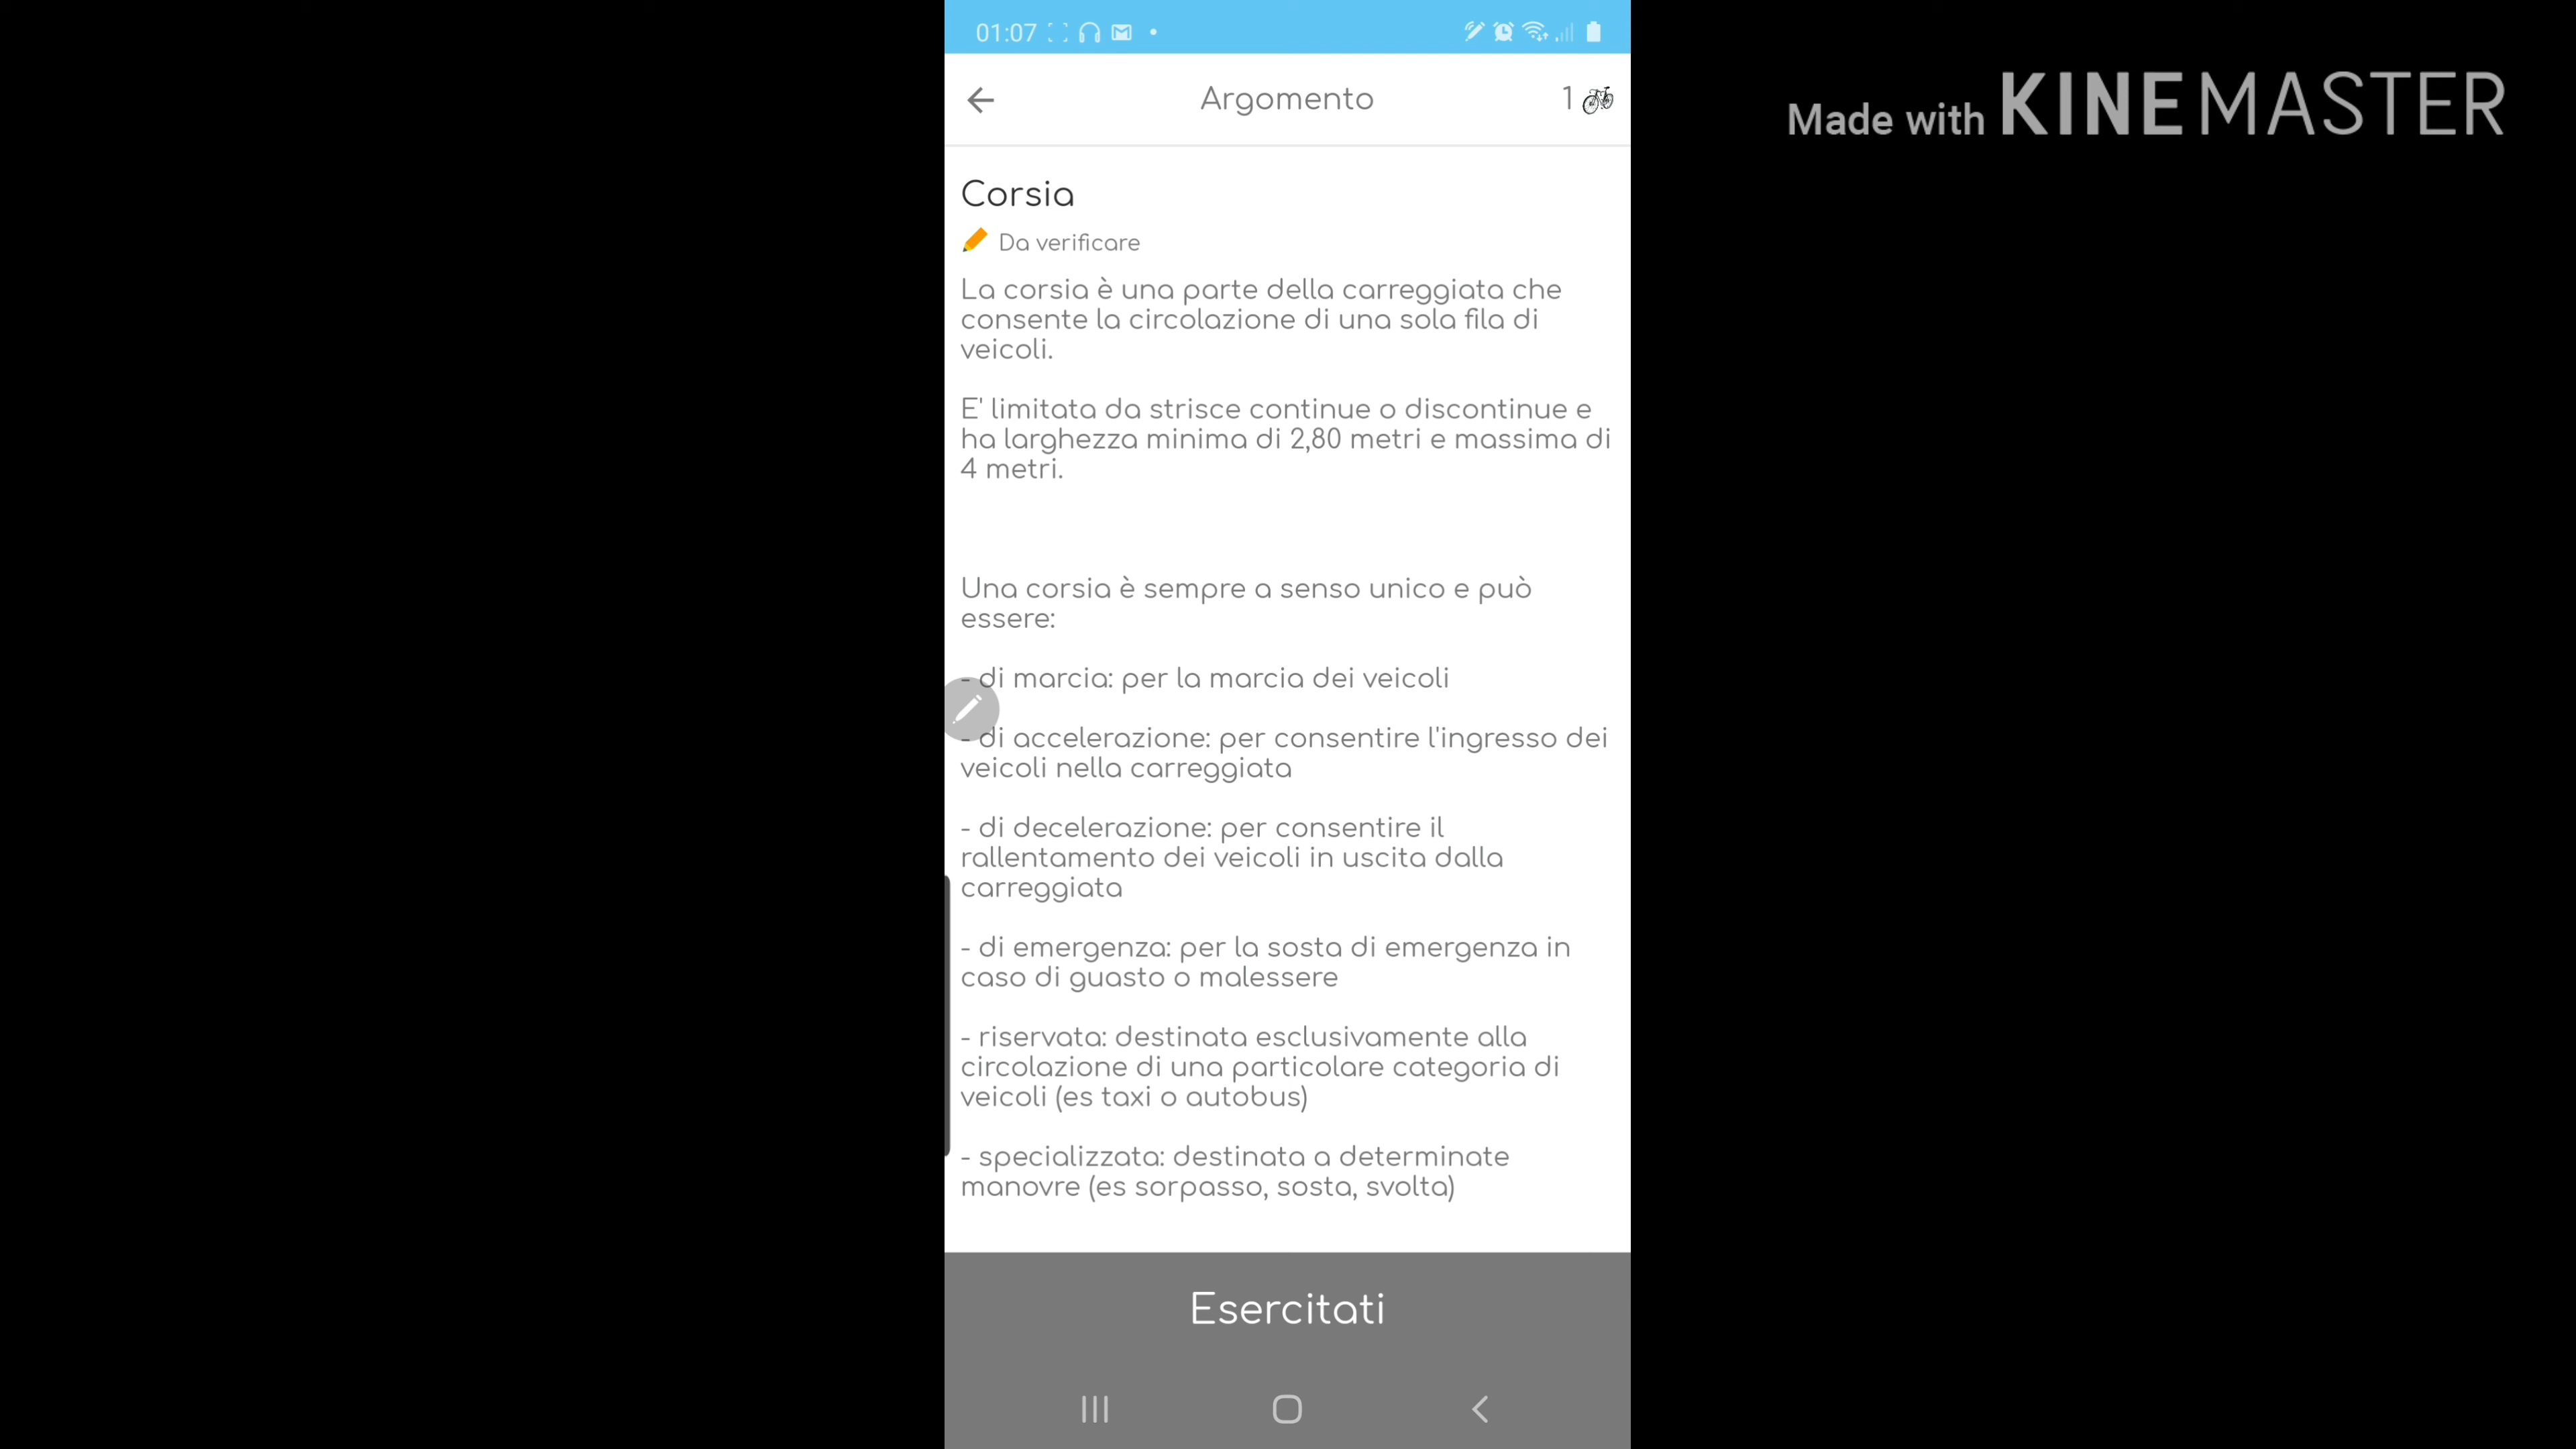 01:07
Made with KINEMASTER
Argomento
1
Corsia
Da verificare
La corsia è una parte della carreggiata che
consente la circolazione di una sola fila di
veicoli.
E' limitata da strisce continue o discontinue e
ha larghezza minima di 2,80 metri e massima di
4 metri.
Una corsia è sempre a senso unico e può
essere:
- di marcia: per la marcia dei veicoli
- di accelerazione: per consentire l'ingresso dei
veicoli nella carreggiata
- di decelerazione: per consentire il
rallentamento dei veicoli in uscita dalla
carreggiata
- di emergenza: per la sosta di emergenza in
caso di guasto o malessere
- riservata: destinata esclusivamente alla
circolazione di una particolare categoria di
veicoli (es taxi o autobus)
- specializzata: destinata a determinate
manovre (es sorpasso, sosta, svolta)
Esercitati